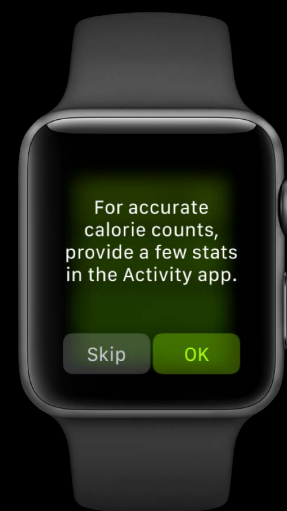 For accurate
calorie counts,
provide a few stats
in the Activity app.
Skip
OK